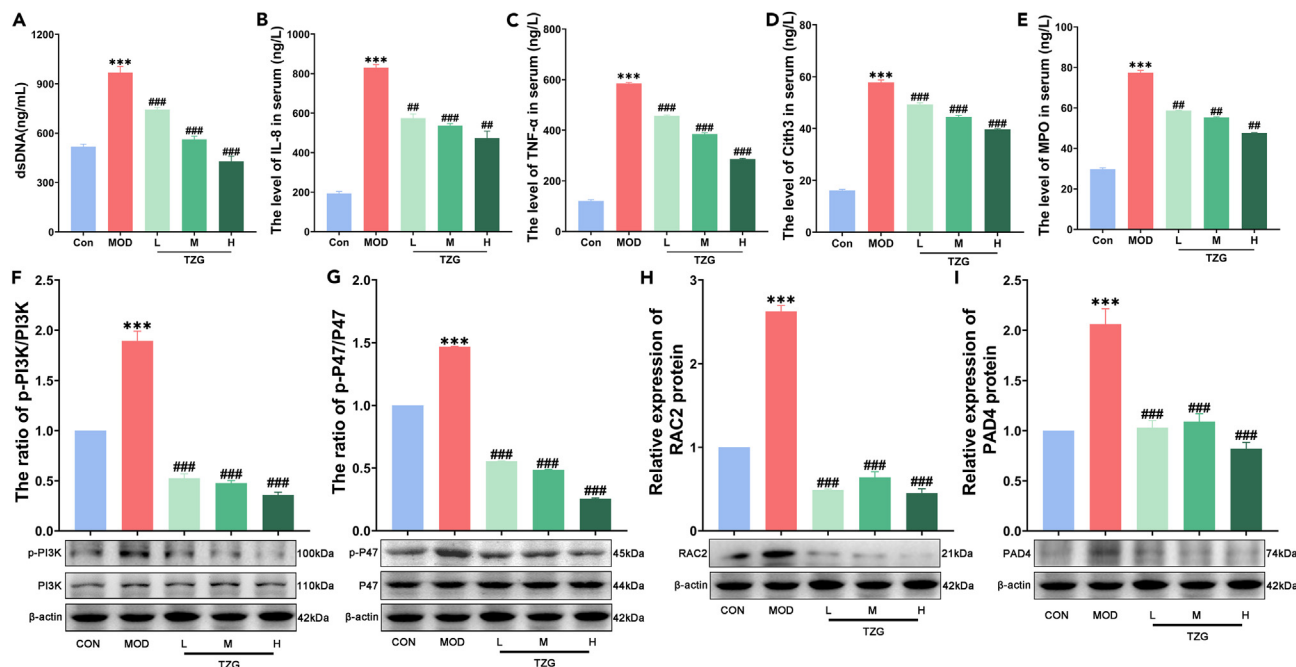 A
dsDNA(ng/mL)
1200
900
600
300
0
***
###
###
###
Con
MOD
L
M
H
TZG
B
The level of IL-8 in serum (ng/L)
1000
800
600
400
200
0
***
##
###
##
Con
MOD
L
M
H
TZG
C
The level of TNF-α in serum (ng/L)
800
600
400
200
0
***
###
###
###
Con
MOD
L
M
H
TZG
D
The level of Cith3 in serum (ng/L)
80
60
40
20
0
***
###
###
###
Con
MOD
L
M
H
TZG
E
The level of MPO in serum (ng/L)
100
80
60
40
20
0
***
##
##
##
Con
MOD
L
M
H
TZG
F
The ratio of p-PI3K/PI3K
2.5
2.0
1.5
1.0
0.5
0.0
***
###
###
###
p-PI3K
100kDa
PI3K
110kDa
β-actin
42kDa
CON
MOD
L
M
H
TZG
G
The ratio of p-P47/P47
2.0
1.5
1.0
0.5
0.0
***
###
###
###
p-P47
45kDa
P47
44kDa
β-actin
42kDa
CON
MOD
L
M
H
TZG
H
Relative expression of
RAC2 protein
3
2
1
0
***
###
###
###
RAC2
21kDa
β-actin
42kDa
CON
MOD
L
M
H
TZG
I
Relative expression of
PAD4 protein
2.5
2.0
1.5
1.0
0.5
0.0
***
###
###
###
PAD4
74kDa
β-actin
42kDa
CON
MOD
L
M
H
TZG